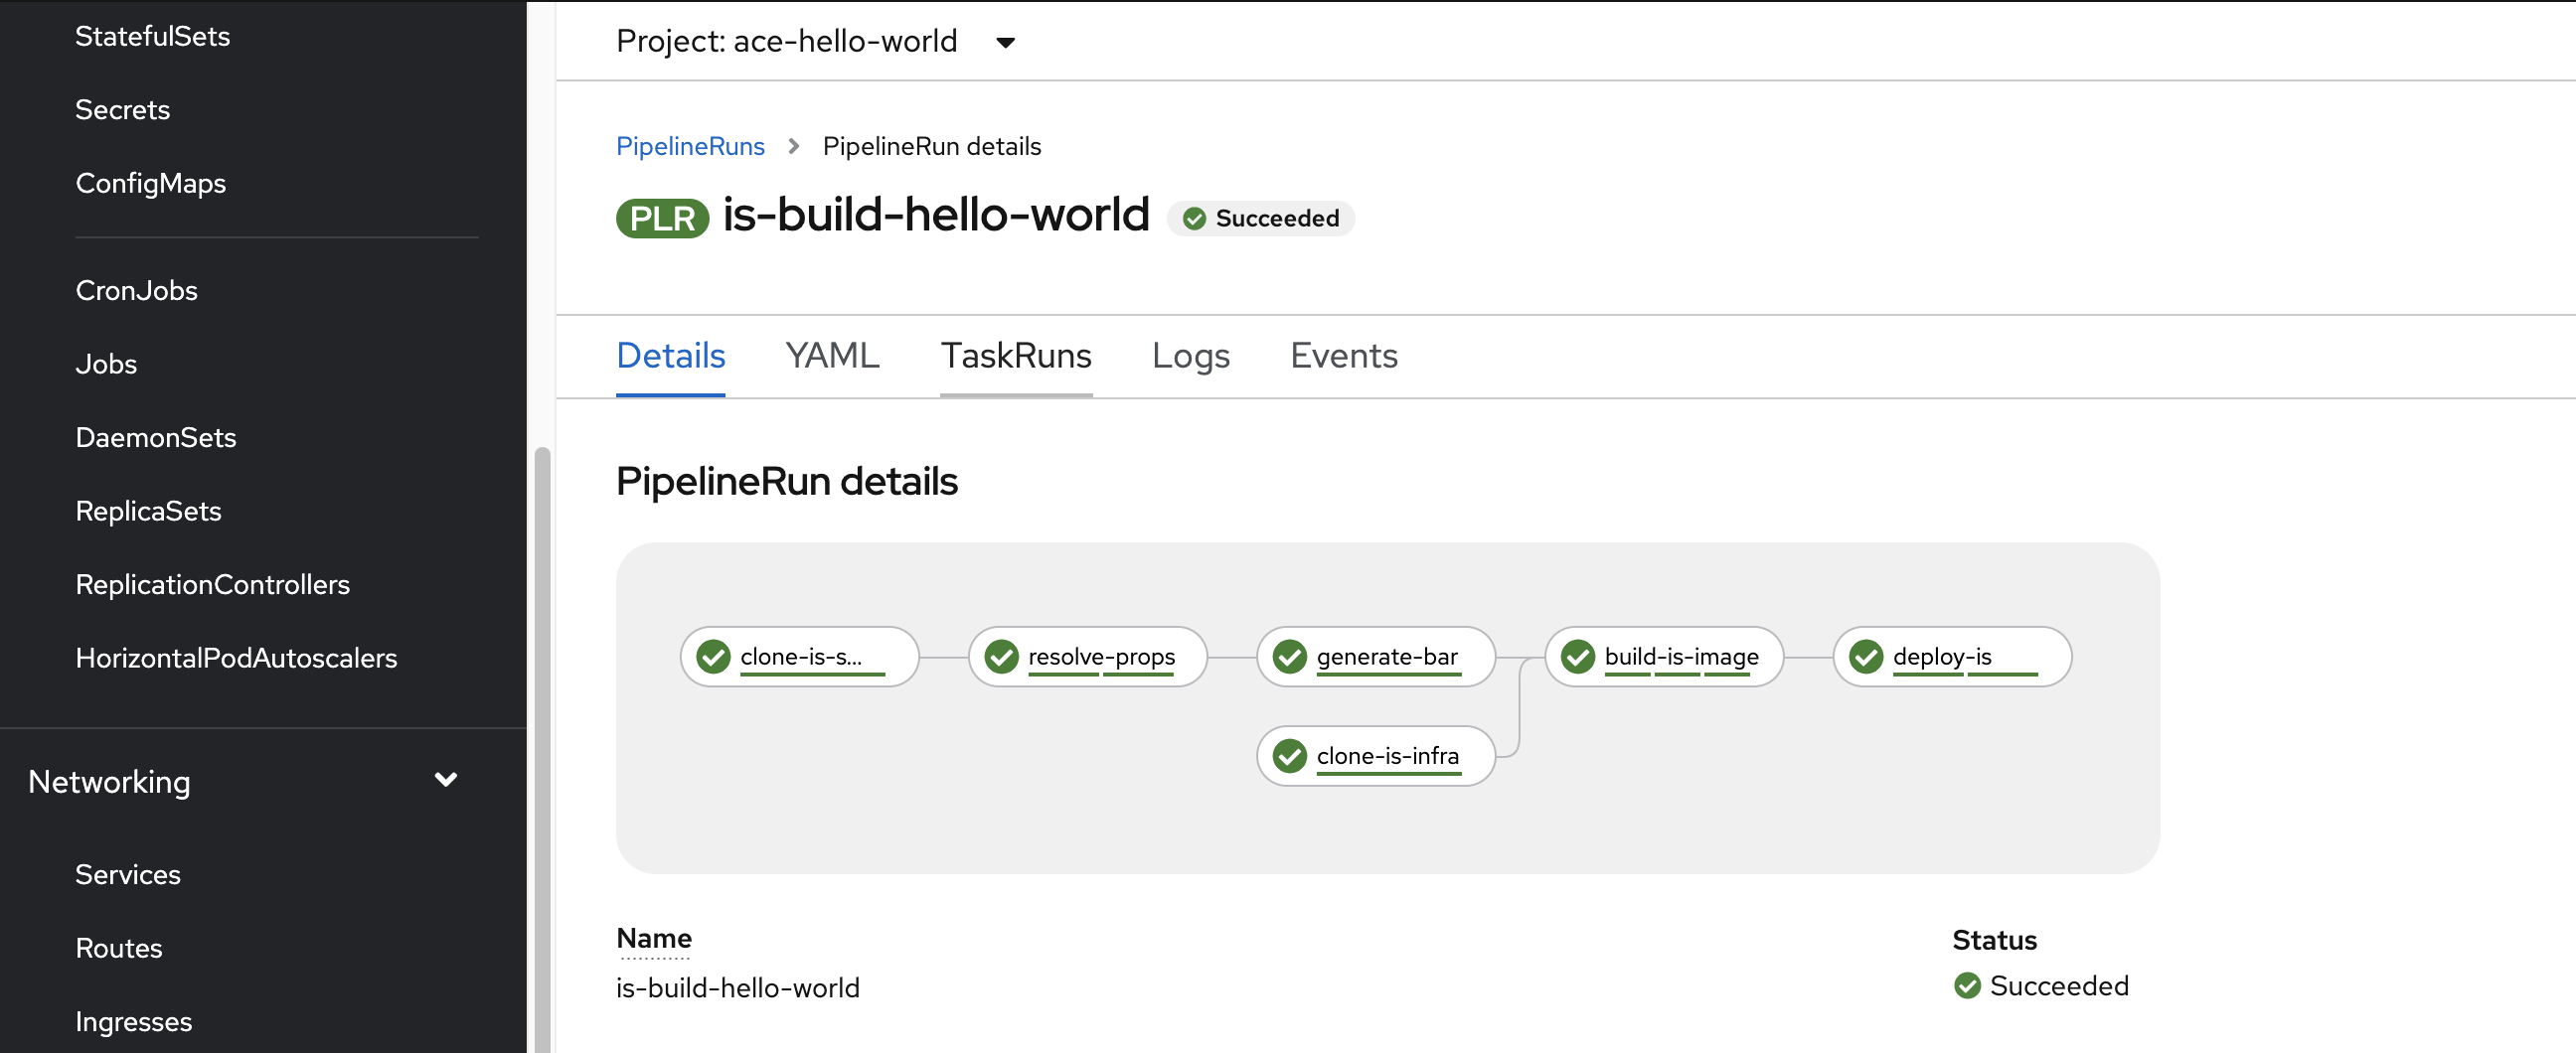 StatefulSets
Secrets
ConfigMaps
CronJobs
Jobs
DaemonSets
ReplicaSets
ReplicationControllers
HorizontalPodAutoscalers
Networking
Services
Routes
Ingresses
Project: ace-hello-world
PipelineRuns > PipelineRun details
PLR is-build-hello-world Succeeded
Details YAML TaskRuns Logs Events
PipelineRun details
clone-is-s... resolve-props generate-bar build-is-image deploy-is
clone-is-infra
Name
is-build-hello-world
Status
Succeeded